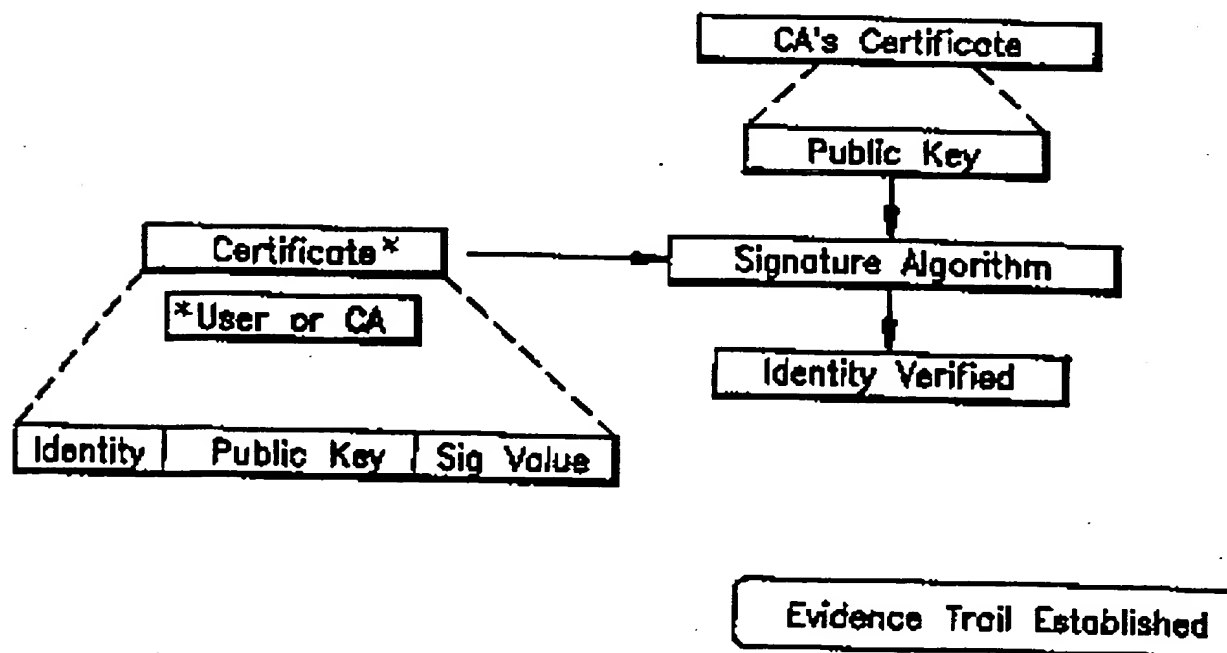 CA's Certificate
Public Key
Certificate*
Signature Algorithm
*User or CA
Identity Verified
Identity Public Key Sig Value
Evidence Trail Established